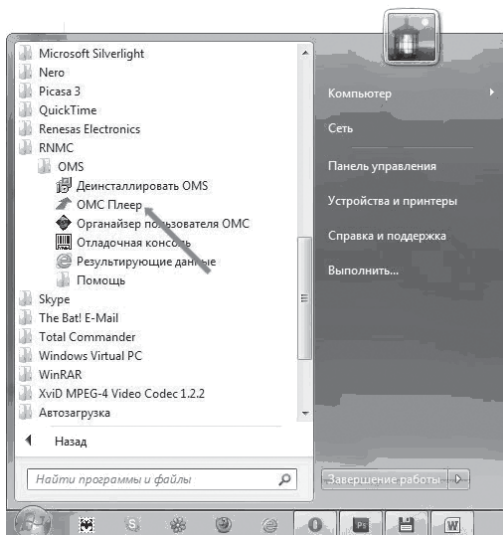 Microsoft Silverlight
Nero
Picasa 3
QuickTime
Renesas Electronics
RNMC
OMS
Деинсталлировать OMS
ОМС Плеер
Органайзер пользователя ОМС
Отладочная консоль
Результирующие данные
Помощь
Skype
The Bat! E-Mail
Total Commander
Windows Virtual PC
WinRAR
XviD MPEG-4 Video Codec 1.2.2
Автозагрузка
Назад
Найти программы и файлы
Компьютер
Сеть
Панель управления
Устройства и принтеры
Справка и поддержка
Выполнить...
Завершение работы
S
O
Ps
W